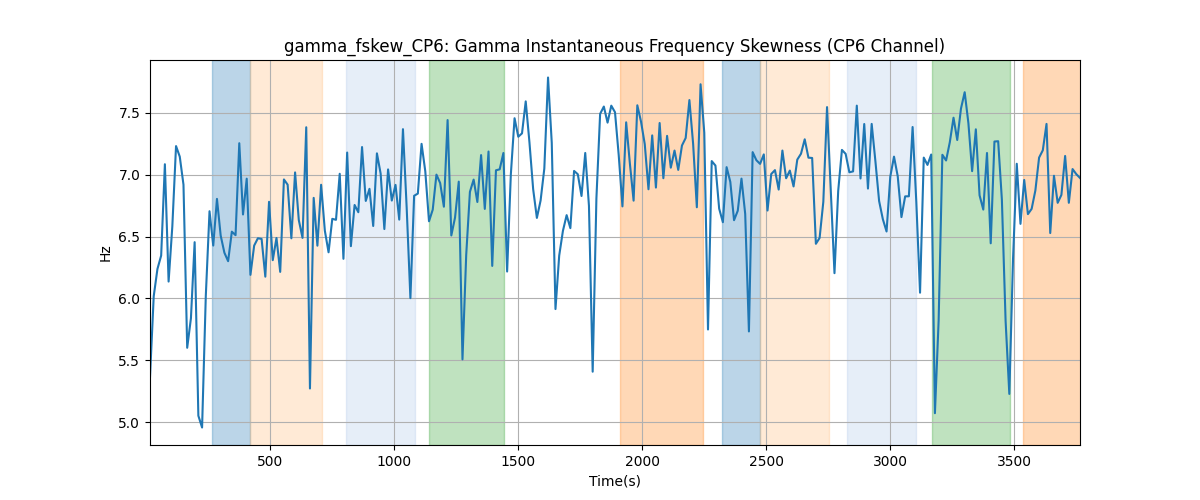 gamma_fskew_CP6: Gamma Instantaneous Frequency Skewness (CP6 Channel)
Hz
7.5
7.0
6.5
6.0
5.5
5.0
500 1000 1500 2000 2500 3000 3500
Time(s)